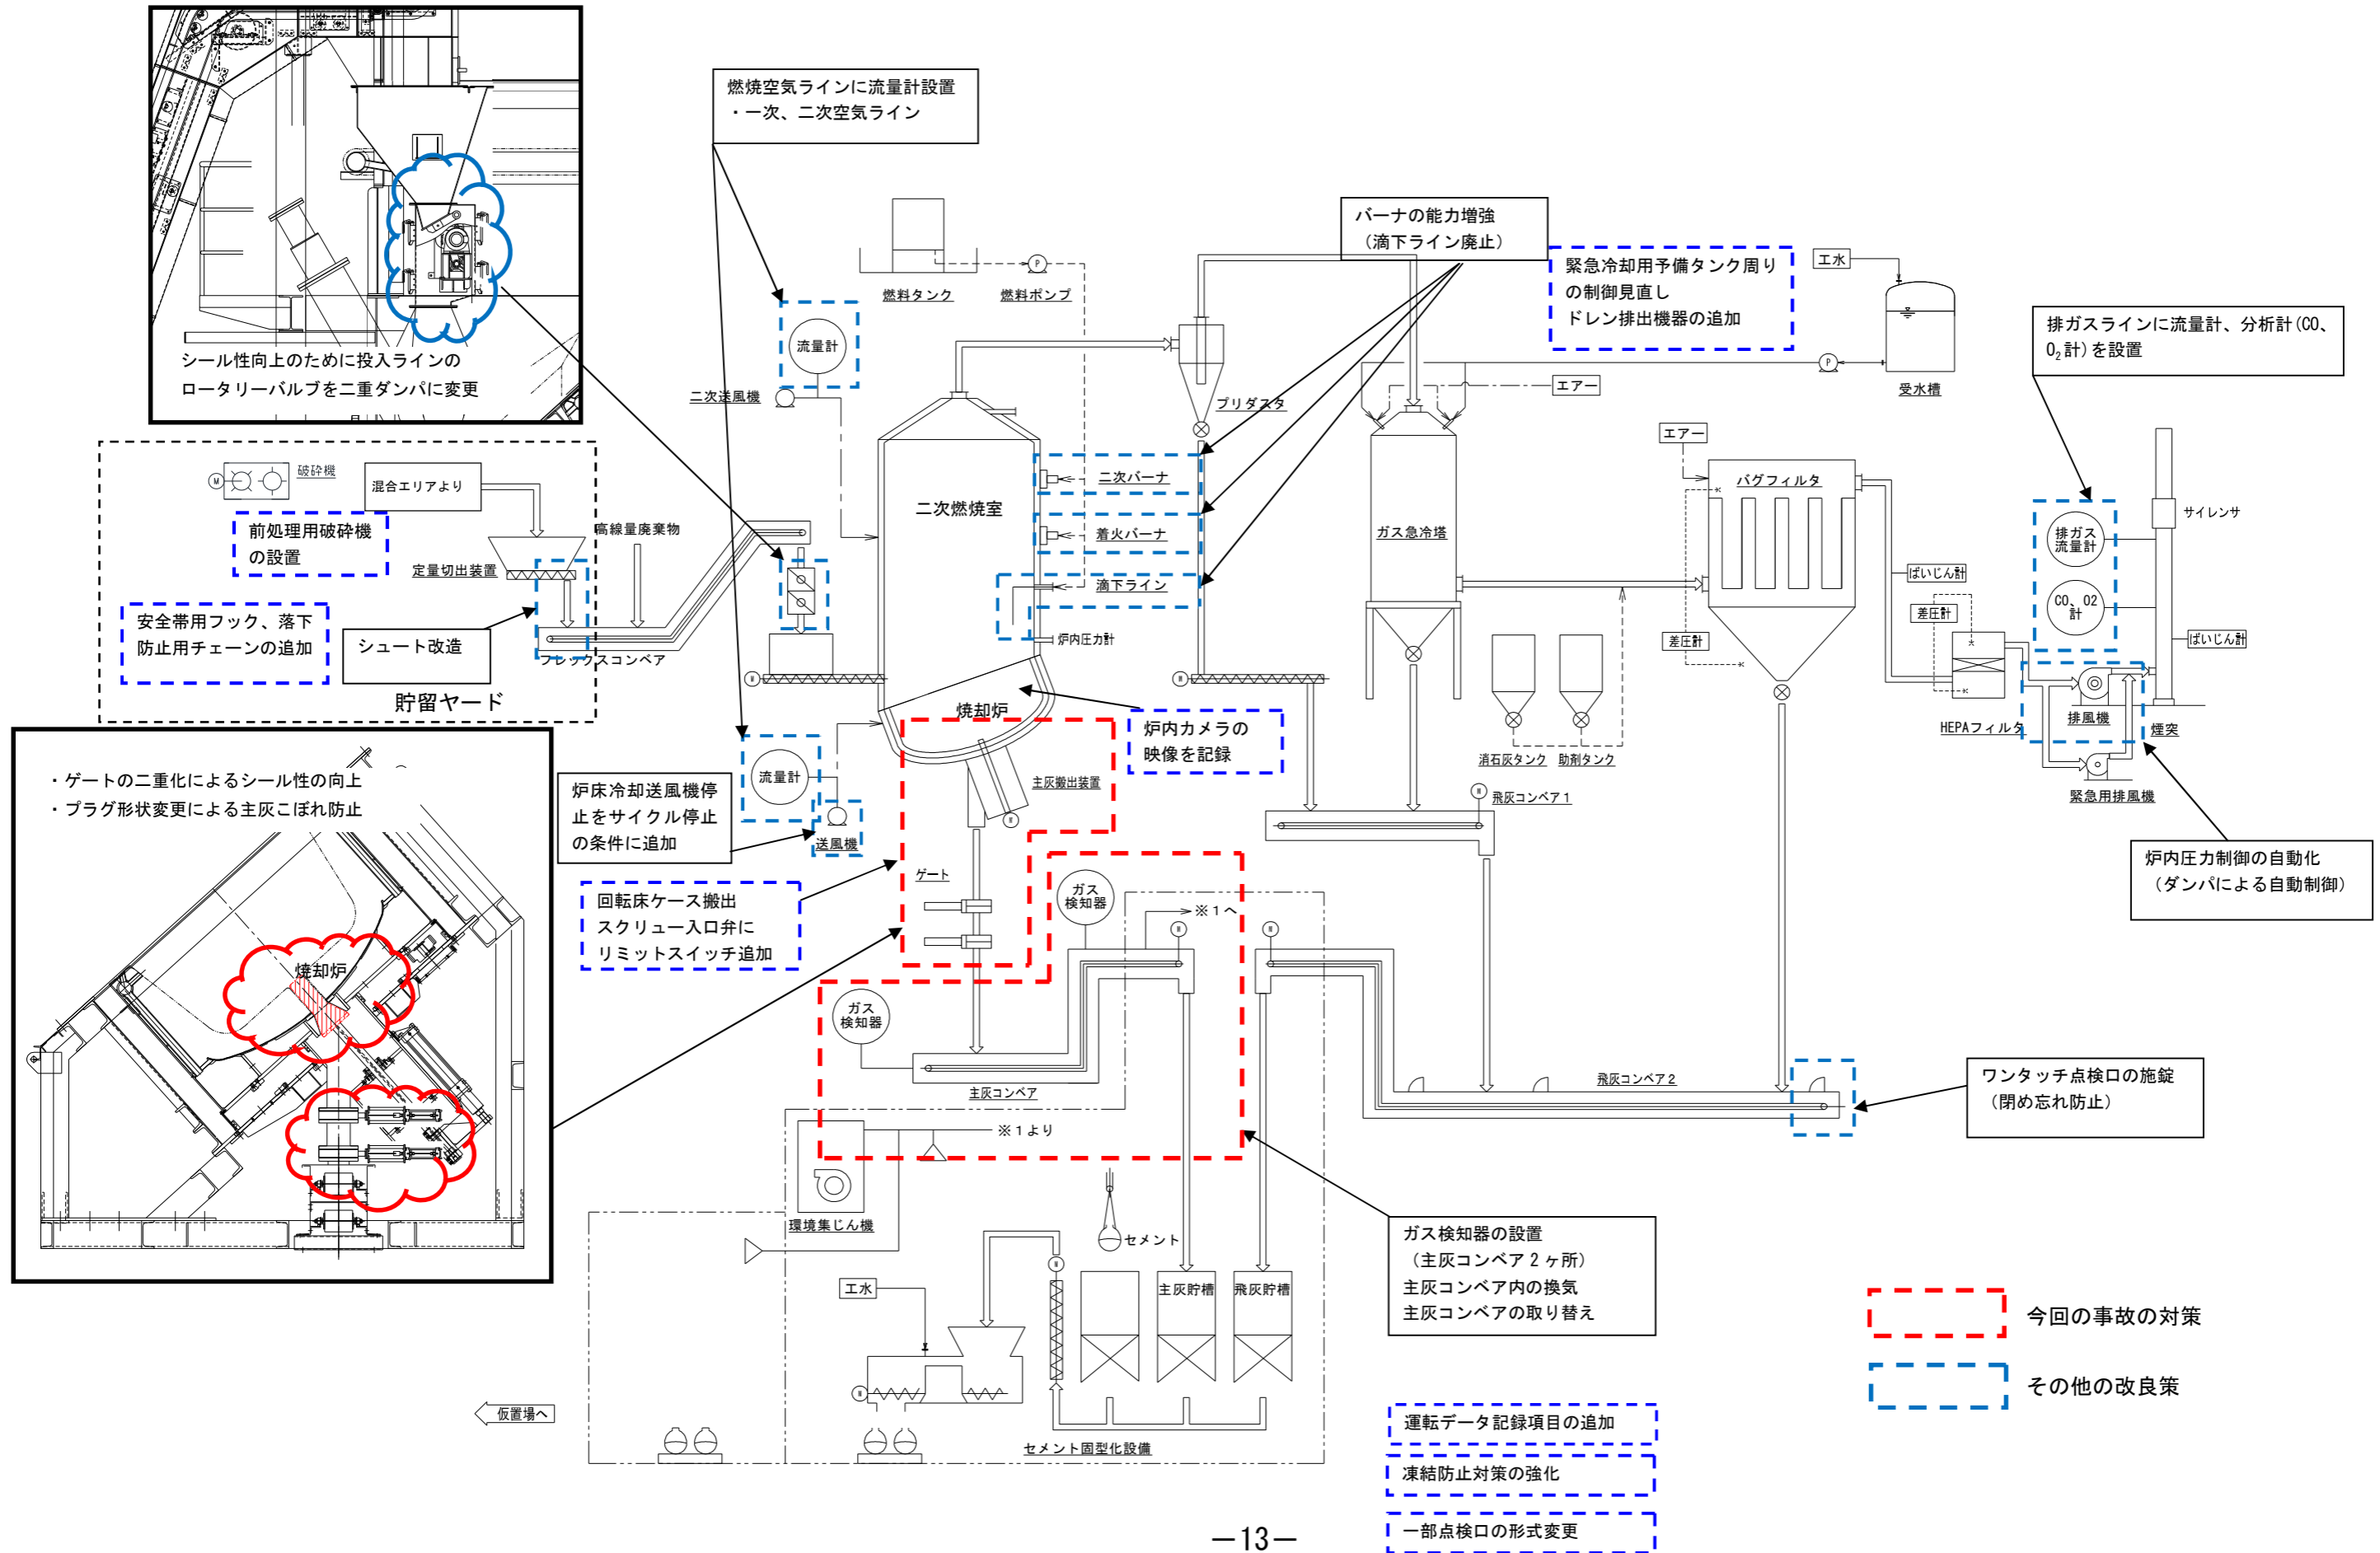 シール性向上のために投入ラインの
ロータリーバルブを二重ダンパに変更
燃焼空気ラインに流量計設置
・一次、二次空気ライン
燃料タンク
燃料ポンプ
P
流量計
二次送風機
バーナの能力増強
(滴下ライン廃止)
緊急冷却用予備タンク周り
の制御見直し
ドレン排出機器の追加
工水
P
受水槽
エアー
プリダスタ
排ガスラインに流量計、分析計(CO、
O₂計)を設置
M
破砕機
混合エリアより
前処理用破砕機
の設置
定量切出装置
高線量廃棄物
安全帯用フック、落下
防止用チェーンの追加
シュート改造
フレックスコンベア
貯留ヤード
二次燃焼室
二次バーナ
着火バーナ
滴下ライン
炉内圧力計
M
M
焼却炉
炉内カメラの
映像を記録
ガス急冷塔
エアー
バグフィルタ
差圧計
消石灰タンク
助剤タンク
サイレンサ
排ガス
流量計
CO、O2
計
ばいじん計
差圧計
ばいじん計
HEPAフィルタ
排風機
煙突
緊急用排風機
炉内圧力制御の自動化
(ダンパによる自動制御)
・ゲートの二重化によるシール性の向上
・プラグ形状変更による主灰こぼれ防止
焼却炉
流量計
送風機
炉床冷却送風機停
止をサイクル停止
の条件に追加
回転床ケース搬出
スクリュー入口弁に
リミットスイッチ追加
主灰搬出装置
M
ゲート
ガス
検知器
※1へ
M
M
ガス
検知器
主灰コンベア
※1より
M
飛灰コンベア1
飛灰コンベア2
ワンタッチ点検口の施錠
(閉め忘れ防止)
環境集じん機
セメント
M
工水
M
主灰貯槽
飛灰貯槽
ガス検知器の設置
(主灰コンベア2ヶ所)
主灰コンベア内の換気
主灰コンベアの取り替え
仮置場へ
セメント固型化設備
今回の事故の対策
その他の改良策
運転データ記録項目の追加
凍結防止対策の強化
一部点検口の形式変更
－13－